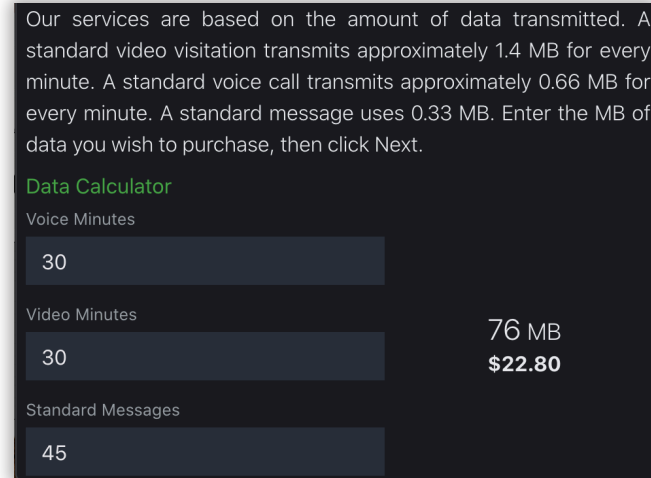 Our services are based on the amount of data transmitted. A
standard video visitation transmits approximately 1.4 MB for every
minute. A standard voice call transmits approximately 0.66 MB for
every minute. A standard message uses 0.33 MB. Enter the MB of
data you wish to purchase, then click Next.
Data Calculator
Voice Minutes
30
Video Minutes
30
76 MB
$22.80
Standard Messages
45